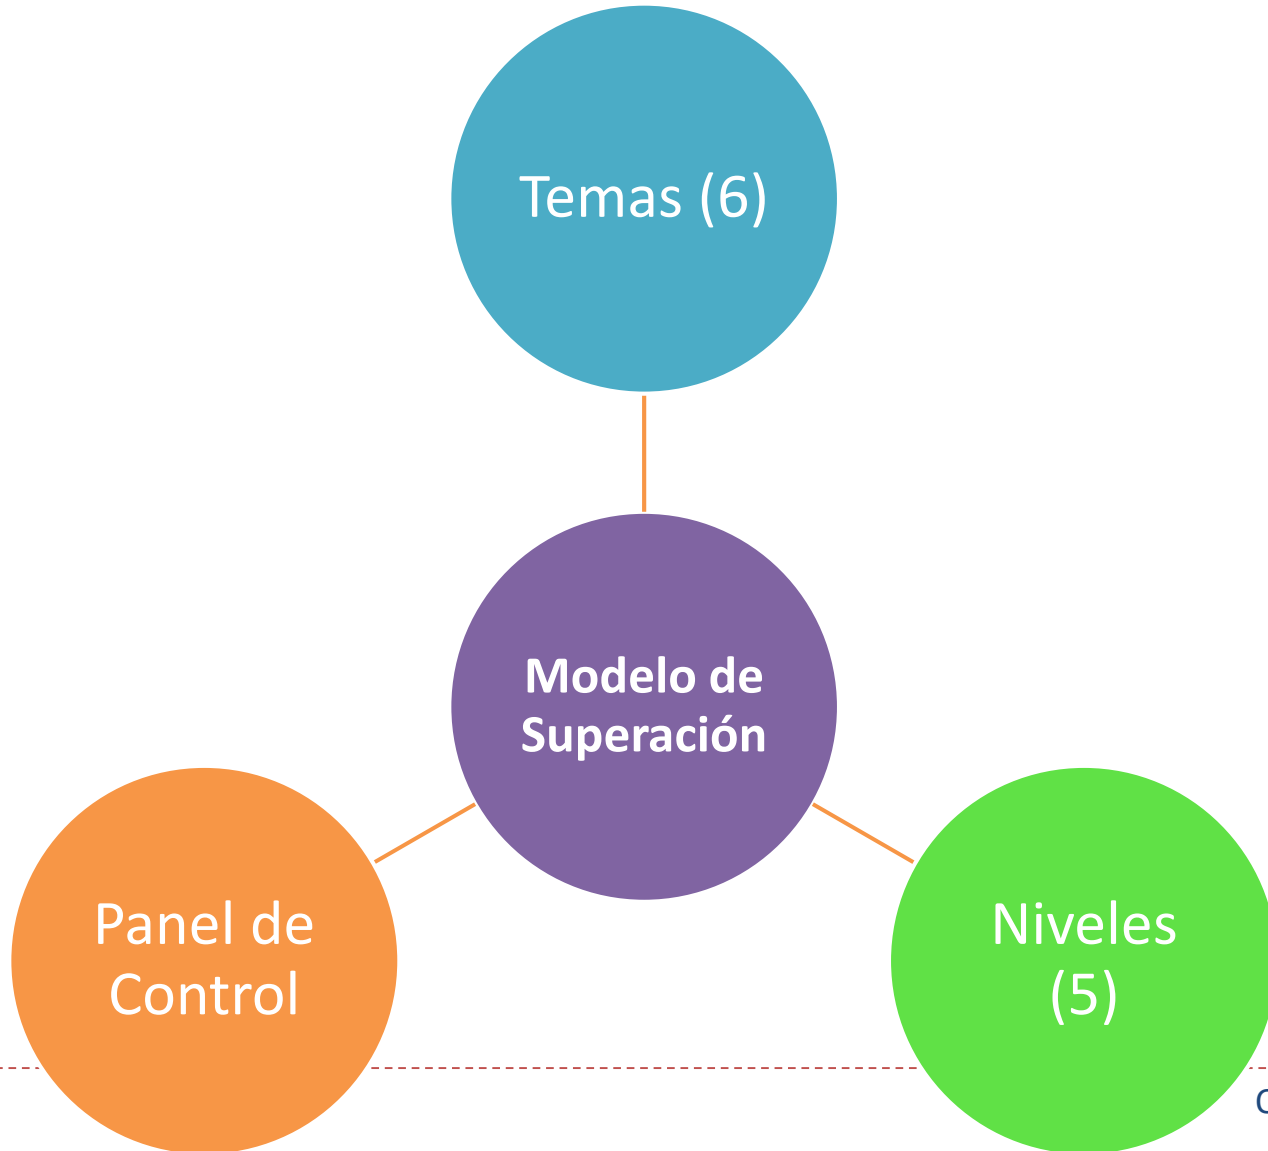 Temas (6)
Modelo de
Superación
Panel de
Control
Niveles
(5)